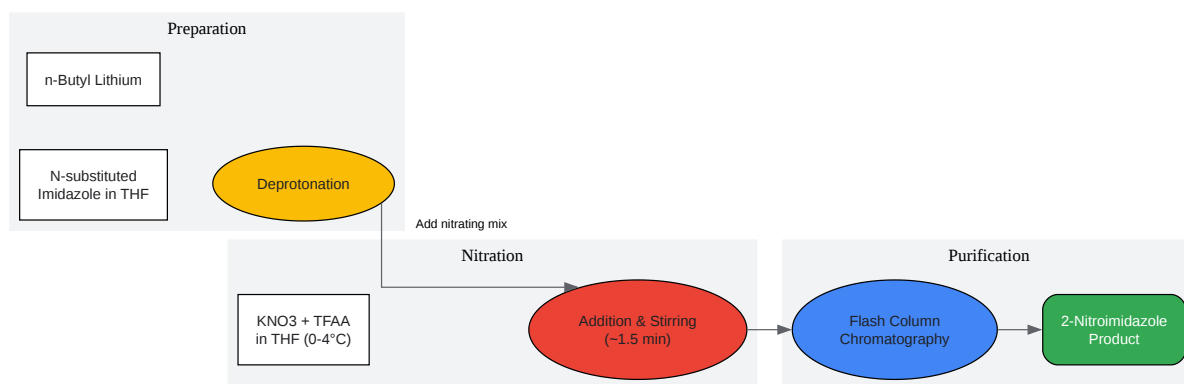 Preparation
n-Butyl Lithium
N-substituted
Imidazole in THF
Deprotonation
Add nitrating mix
Nitration
KNO3 + TFAA
in THF (0-4°C)
Addition & Stirring
(~1.5 min)
Purification
Flash Column
Chromatography
2-Nitroimidazole
Product